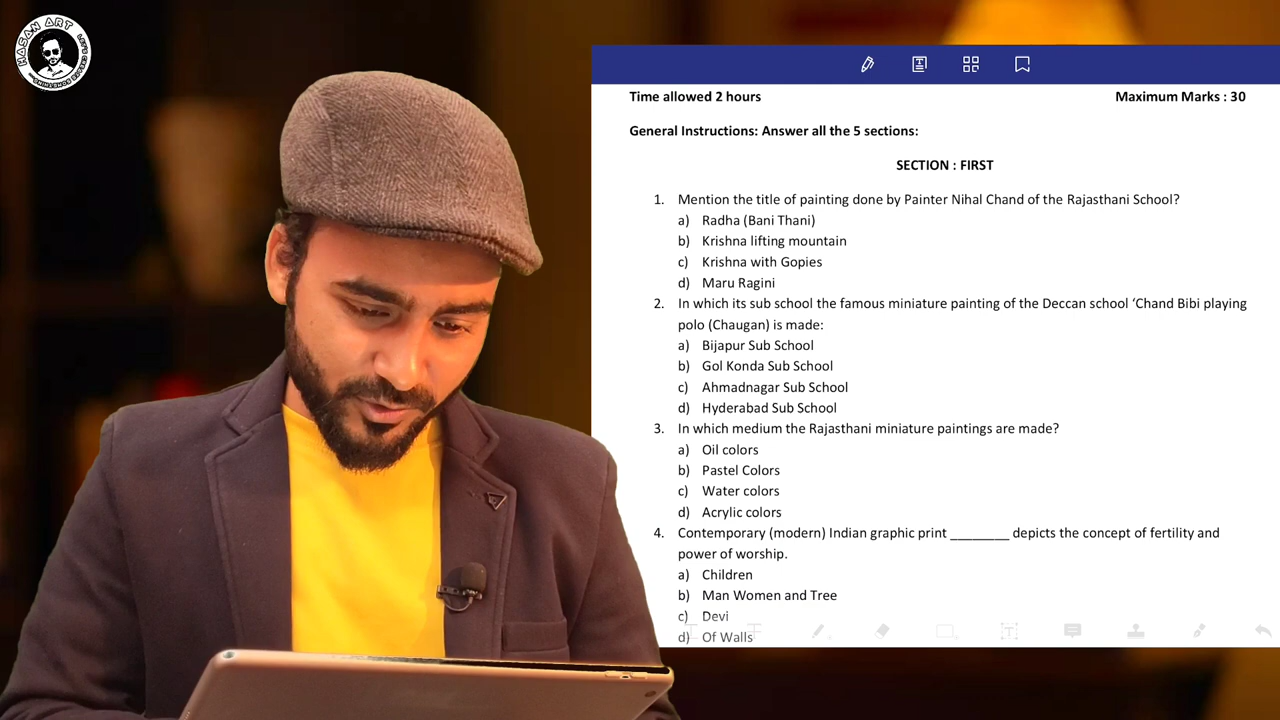 HASAN ART
Time allowed 2 hours
Maximum Marks : 30
General Instructions: Answer all the 5 sections:
SECTION : FIRST
1. Mention the title of painting done by Painter Nihal Chand of the Rajasthani School?
a) Radha (Bani Thani)
b) Krishna lifting mountain
c) Krishna with Gopies
d) Maru Ragini
2. In which its sub school the famous miniature painting of the Deccan school ‘Chand Bibi playing
polo (Chaugan) is made:
a) Bijapur Sub School
b) Gol Konda Sub School
c) Ahmadnagar Sub School
d) Hyderabad Sub School
3. In which medium the Rajasthani miniature paintings are made?
a) Oil colors
b) Pastel Colors
c) Water colors
d) Acrylic colors
4. Contemporary (modern) Indian graphic print ________ depicts the concept of fertility and
power of worship.
a) Children
b) Man Women and Tree
c) Devi
d) Of Walls